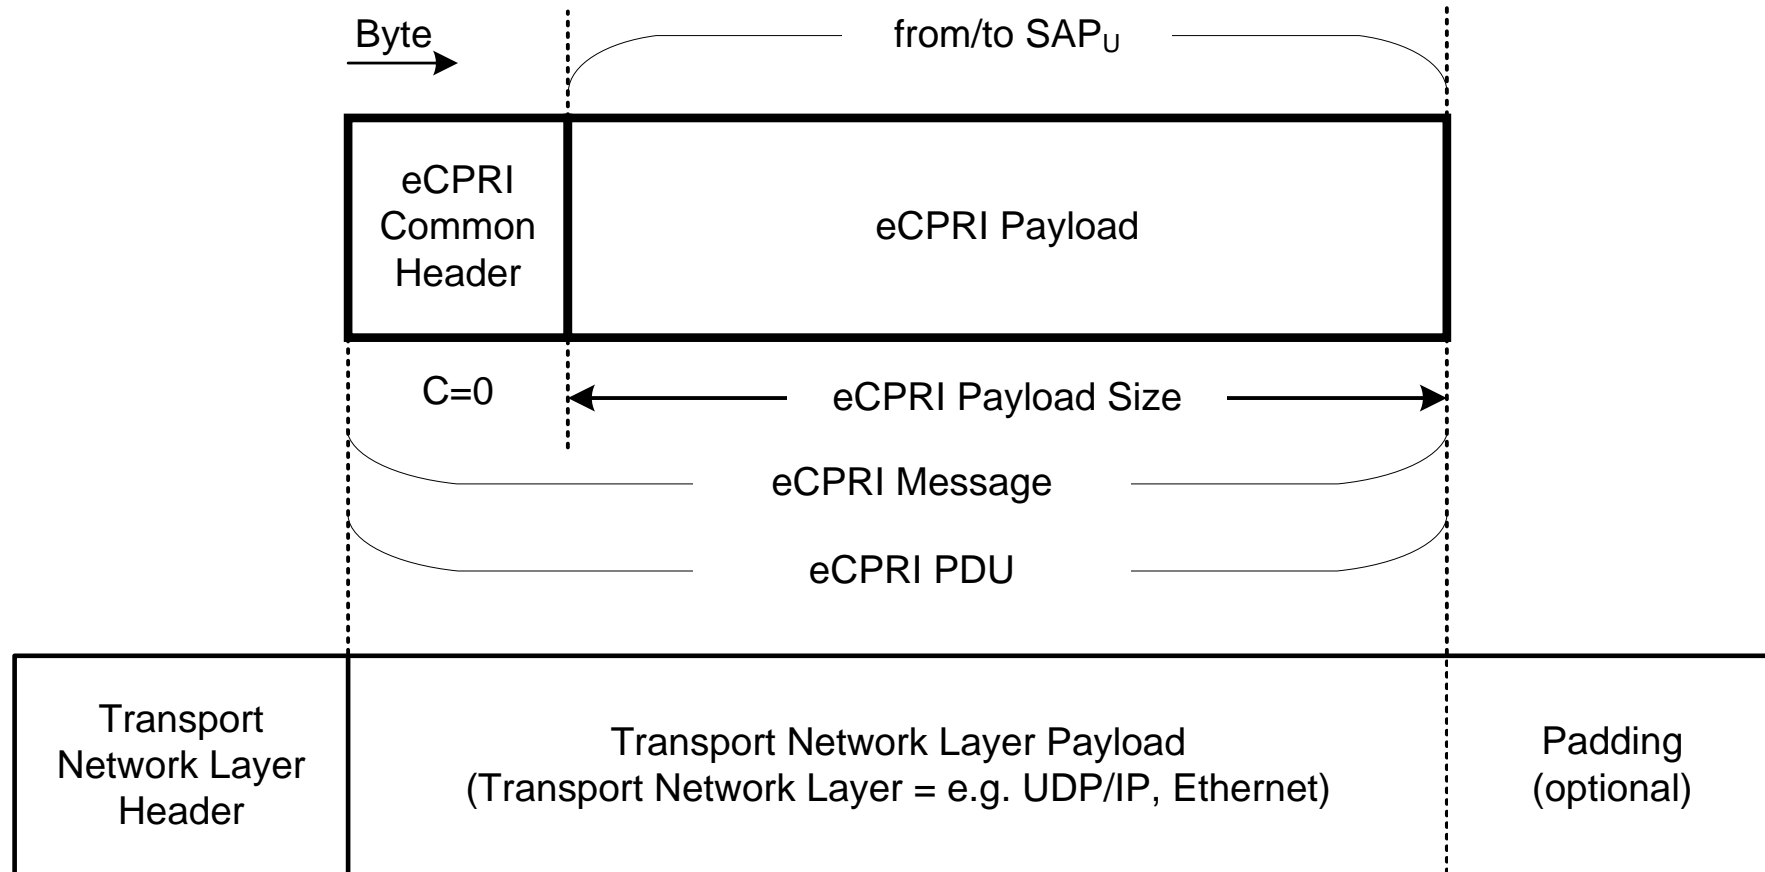 Byte
from/to SAPU
eCPRI
Common
Header
eCPRI Payload
C=0
eCPRI Payload Size
eCPRI Message
eCPRI PDU
Transport
Network Layer
Header
Transport Network Layer Payload
(Transport Network Layer = e.g. UDP/IP, Ethernet)
Padding
(optional)